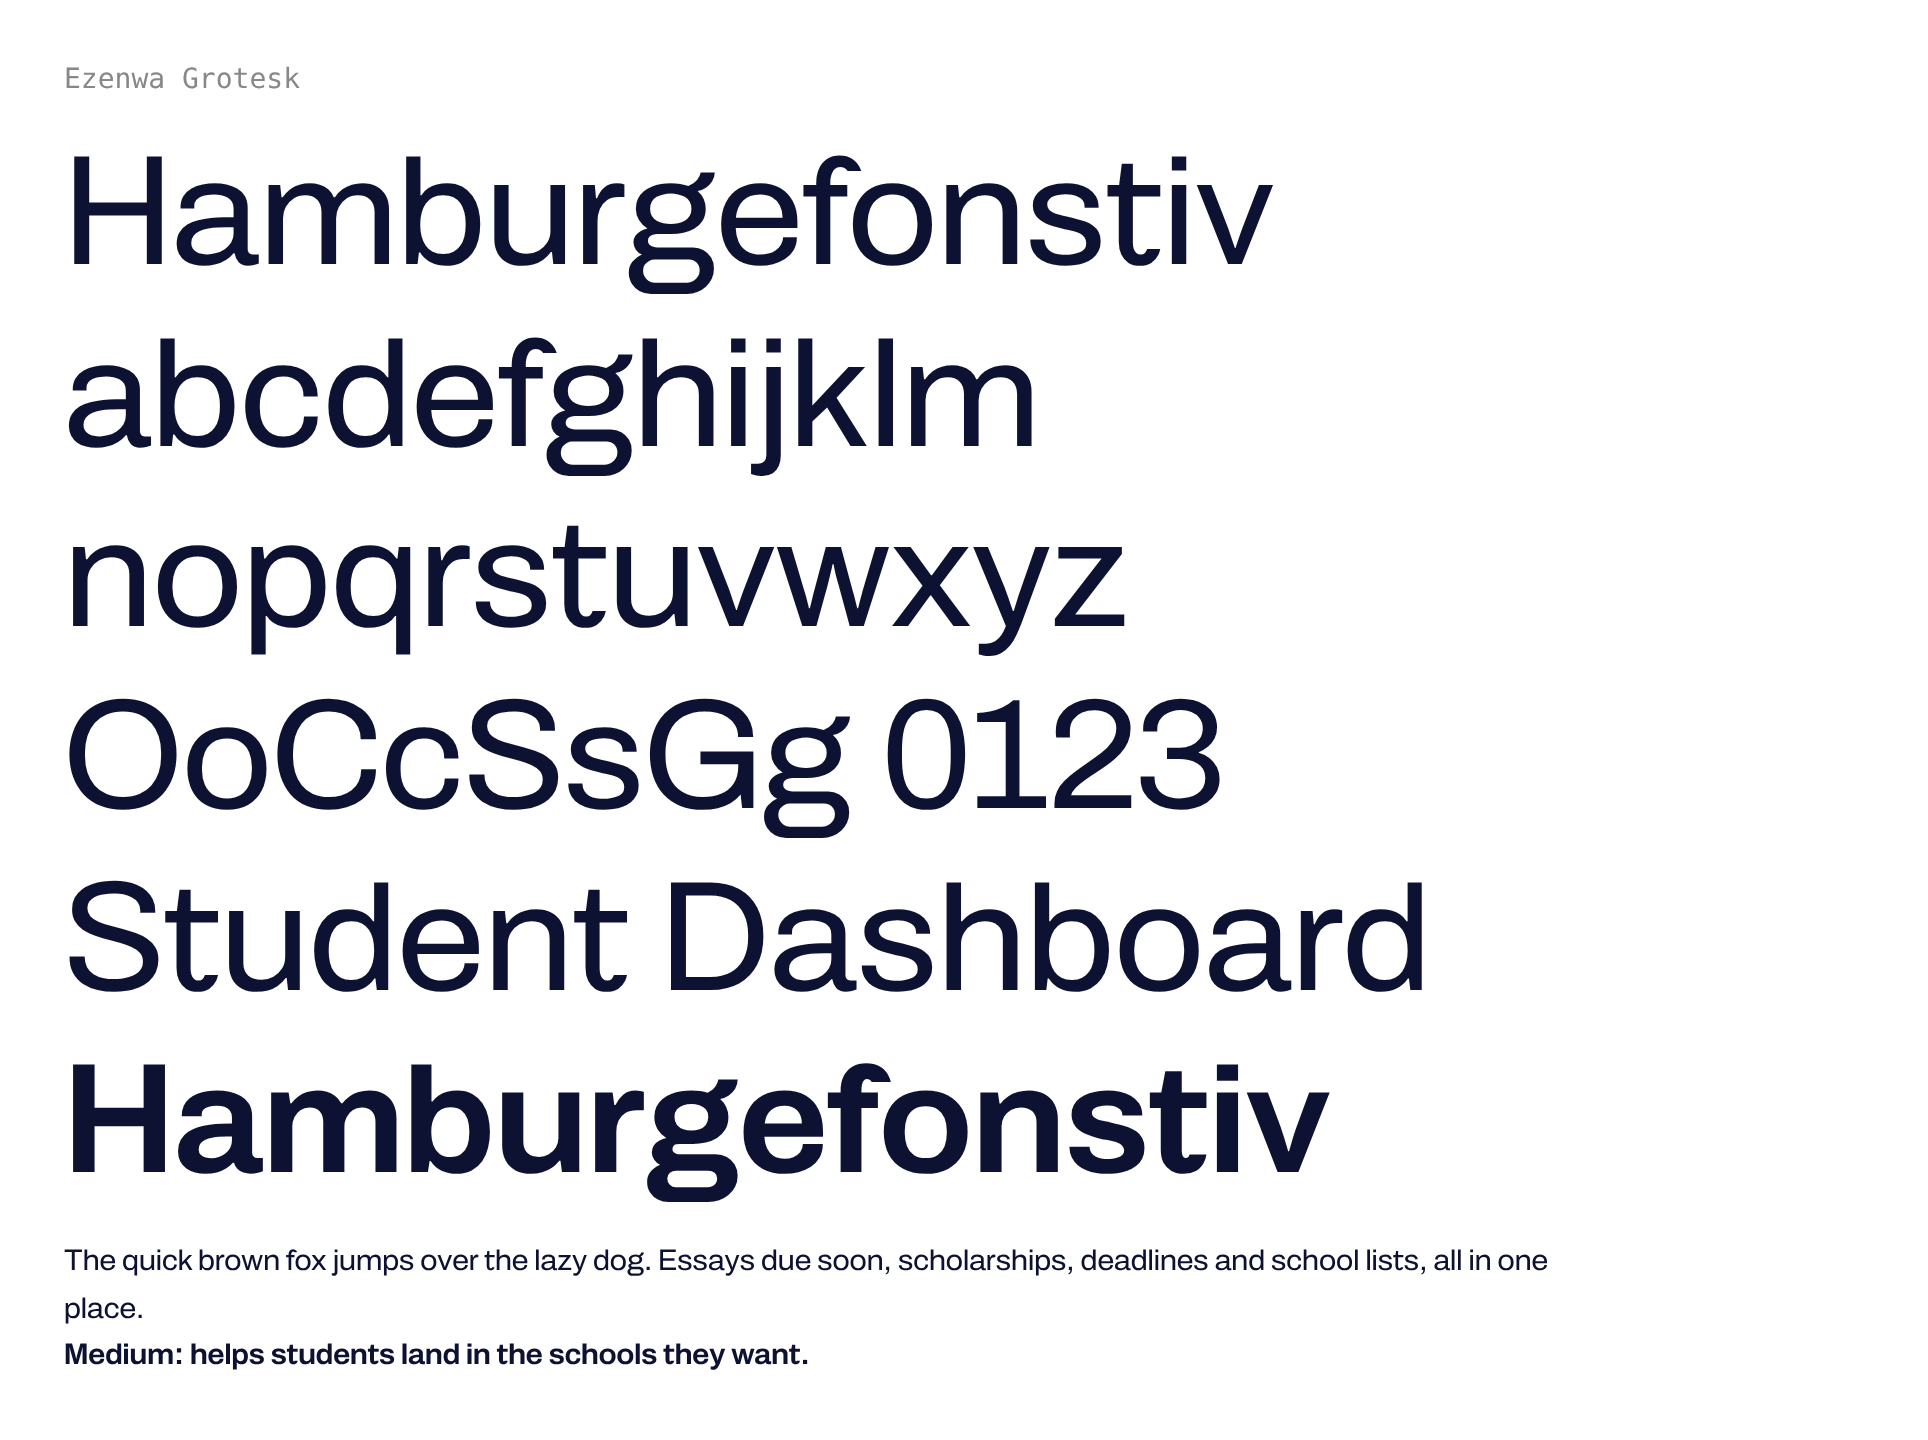 Ezenwa Grotesk
Hamburgefonstiv
abcdefghijklm
nopqrstuvwxyz
OoCcSsGg 0123
Student Dashboard
Hamburgefonstiv
The quick brown fox jumps over the lazy dog. Essays due soon, scholarships, deadlines and school lists, all in one
place.
Medium: helps students land in the schools they want.